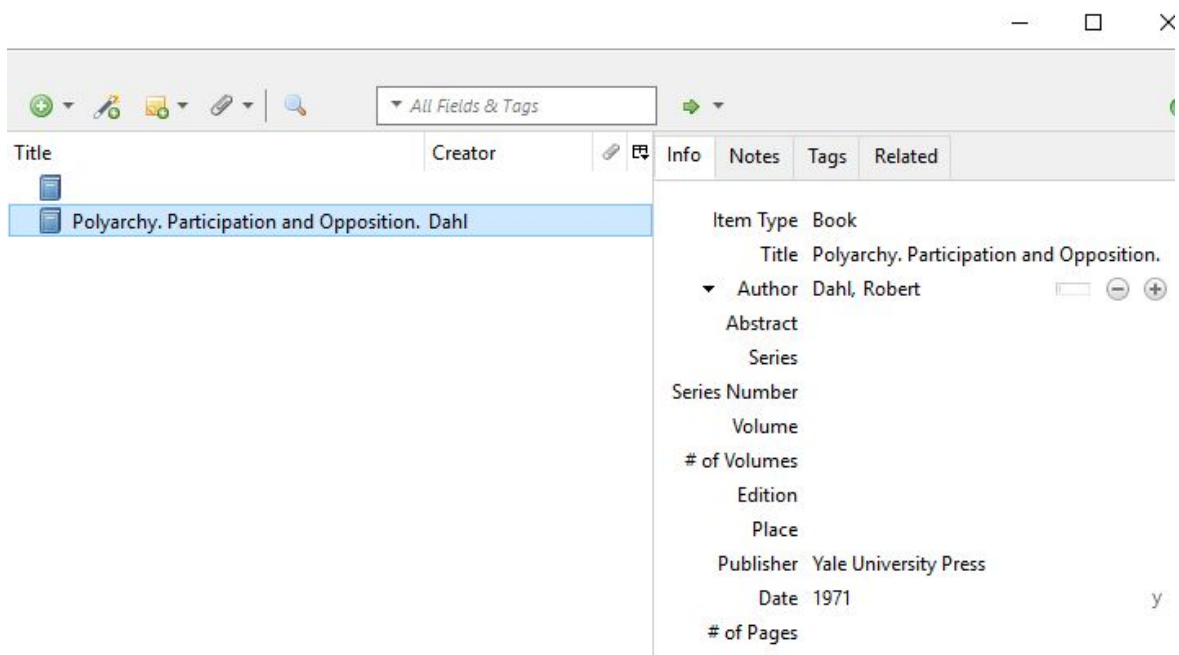 All Fields & Tags
Title Creator
Info Notes Tags Related
Polyarchy. Participation and Opposition. Dahl
Item Type Book
Title Polyarchy. Participation and Opposition.
Author Dahl, Robert
Abstract
Series
Series Number
Volume
# of Volumes
Edition
Place
Publisher Yale University Press
Date 1971 y
# of Pages